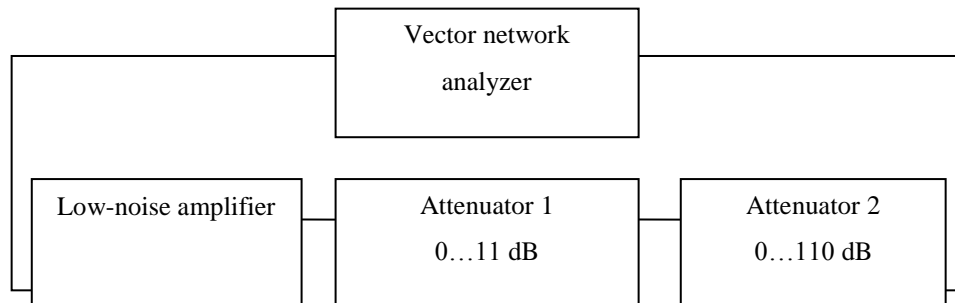 Vector network
analyzer
Low-noise amplifier
Attenuator 1
0…11 dB
Attenuator 2
0…110 dB